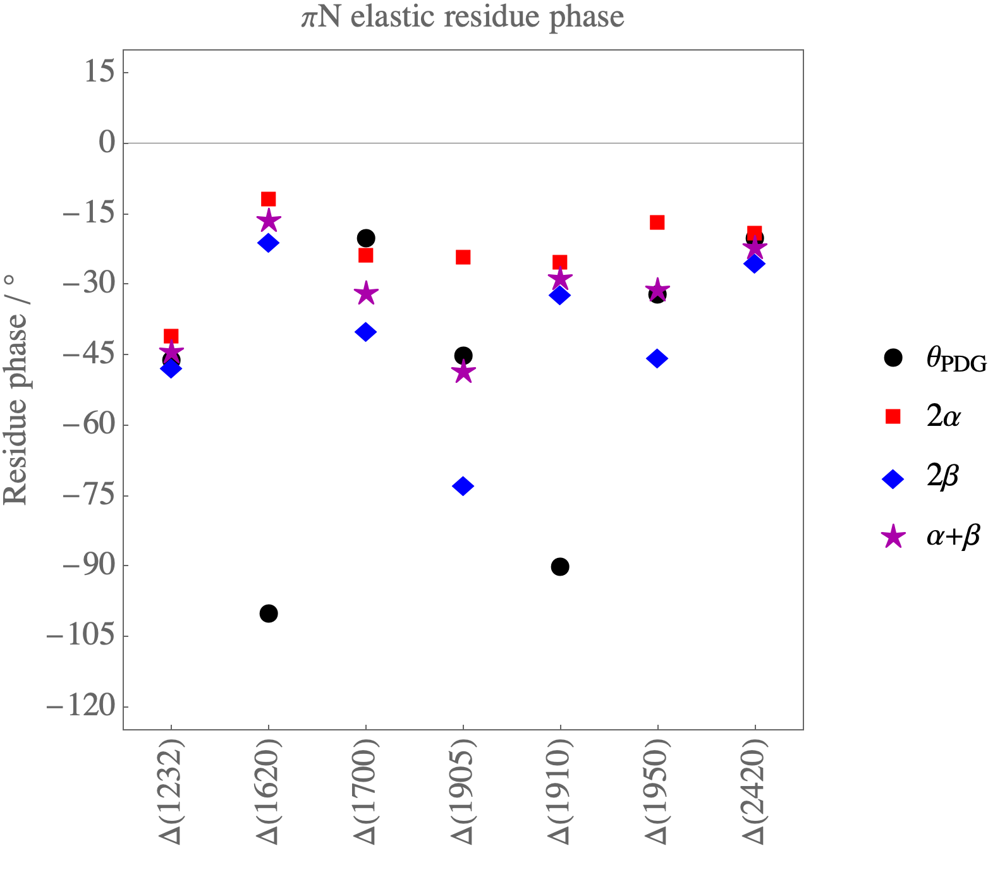 πN elastic residue phase
Residue phase / °
15
0
−15
−30
−45
−60
−75
−90
−105
−120
Δ(1232)
Δ(1620)
Δ(1700)
Δ(1905)
Δ(1910)
Δ(1950)
Δ(2420)
θPDG
2α
2β
α+β